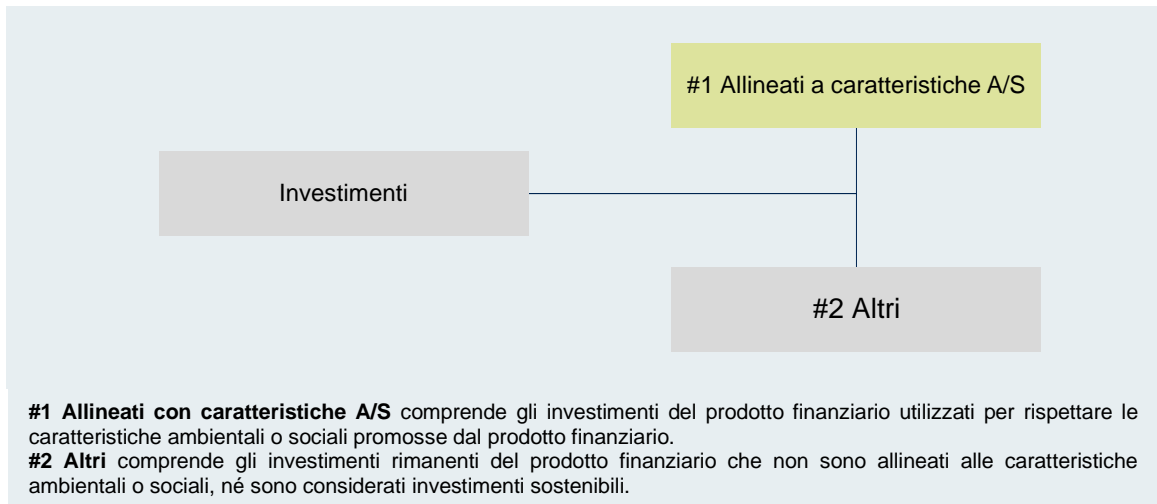 #1 Allineati a caratteristiche A/S
Investimenti
#2 Altri
#1 Allineati con caratteristiche A/S comprende gli investimenti del prodotto finanziario utilizzati per rispettare le
caratteristiche ambientali o sociali promosse dal prodotto finanziario.
#2 Altri comprende gli investimenti rimanenti del prodotto finanziario che non sono allineati alle caratteristiche
ambientali o sociali, né sono considerati investimenti sostenibili.